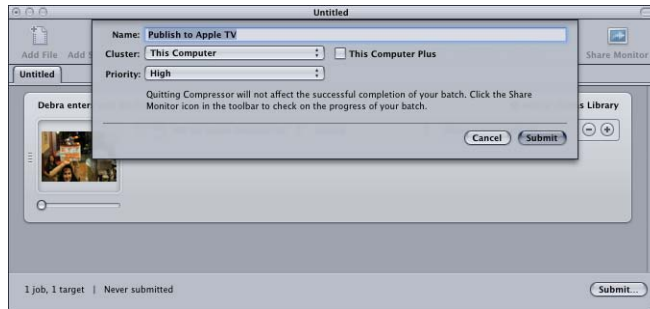 Untitled
Name: Publish to Apple TV
Add File Add S
Cluster: This Computer This Computer Plus
Share Monitor
Untitled
Priority: High
Quitting Compressor will not affect the successful completion of your batch. Click the Share
Monitor icon in the toolbar to check on the progress of your batch.
Debra enter
s Library
Cancel Submit
1 job, 1 target | Never submitted
Submit...